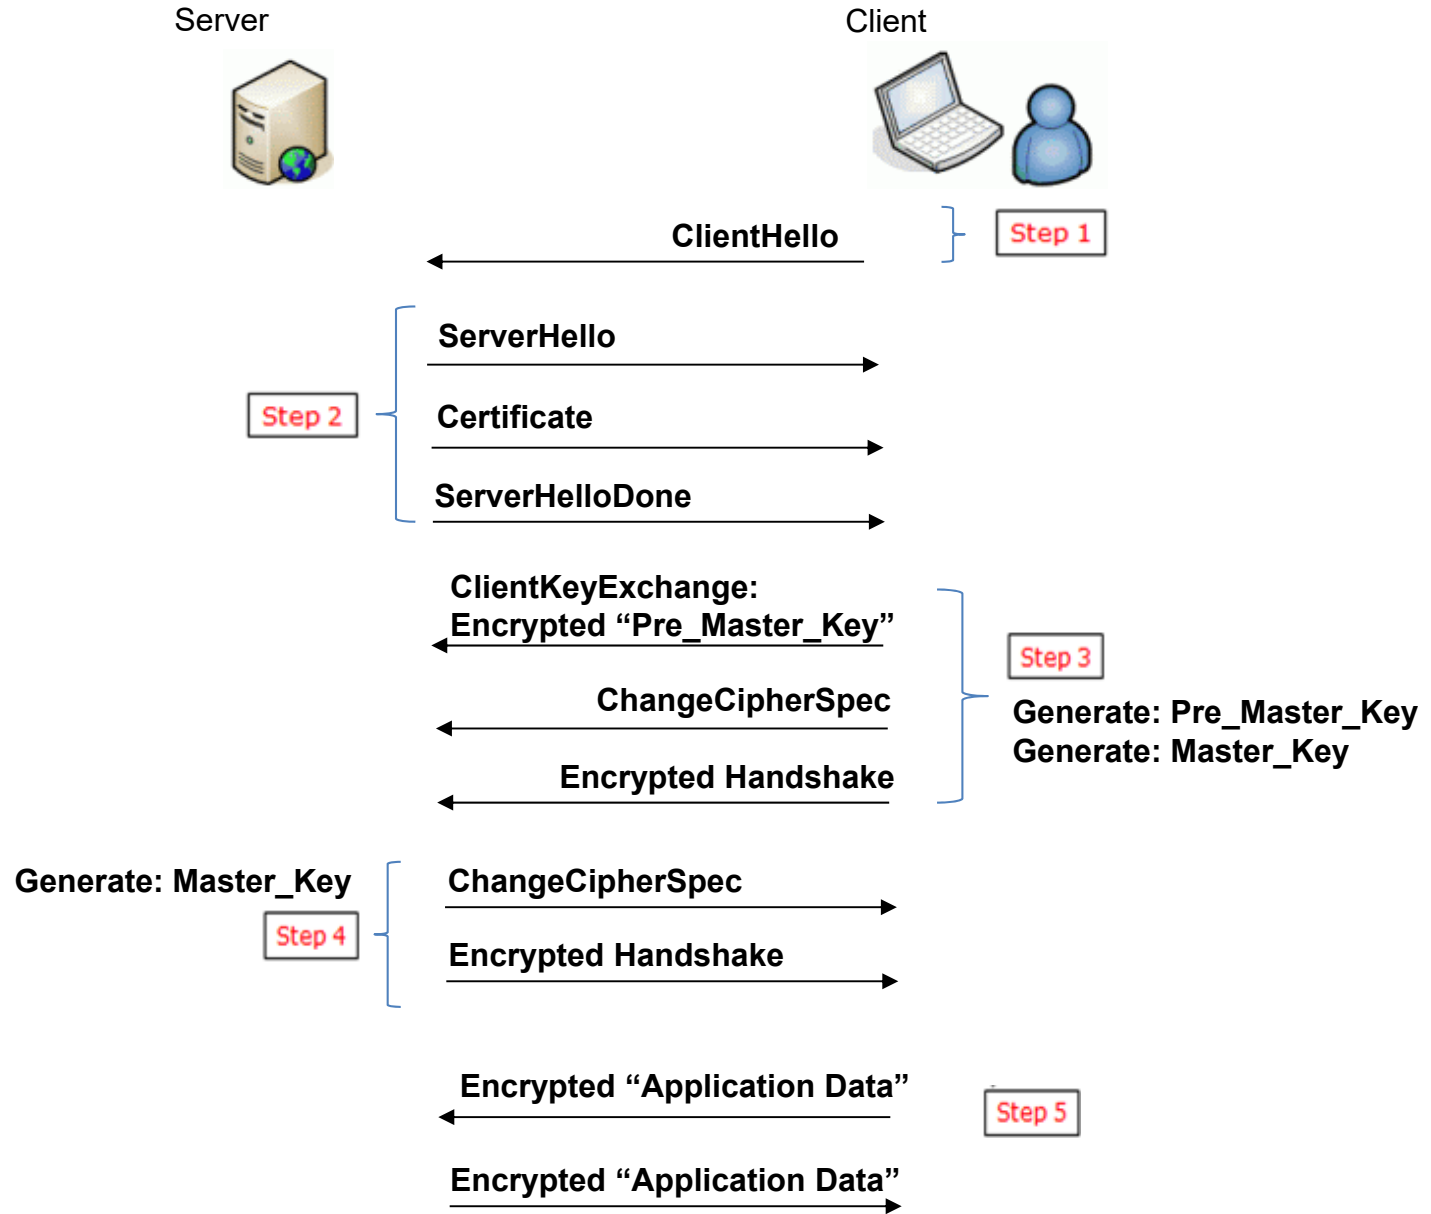 Server
Client
ClientHello
Step 1
ServerHello
Step 2
Certificate
ServerHelloDone
ClientKeyExchange:
Encrypted “Pre_Master_Key”
Step 3
ChangeCipherSpec
Generate: Pre_Master_Key
Generate: Master_Key
Encrypted Handshake
Generate: Master_Key
ChangeCipherSpec
Step 4
Encrypted Handshake
Encrypted “Application Data”
Step 5
Encrypted “Application Data”